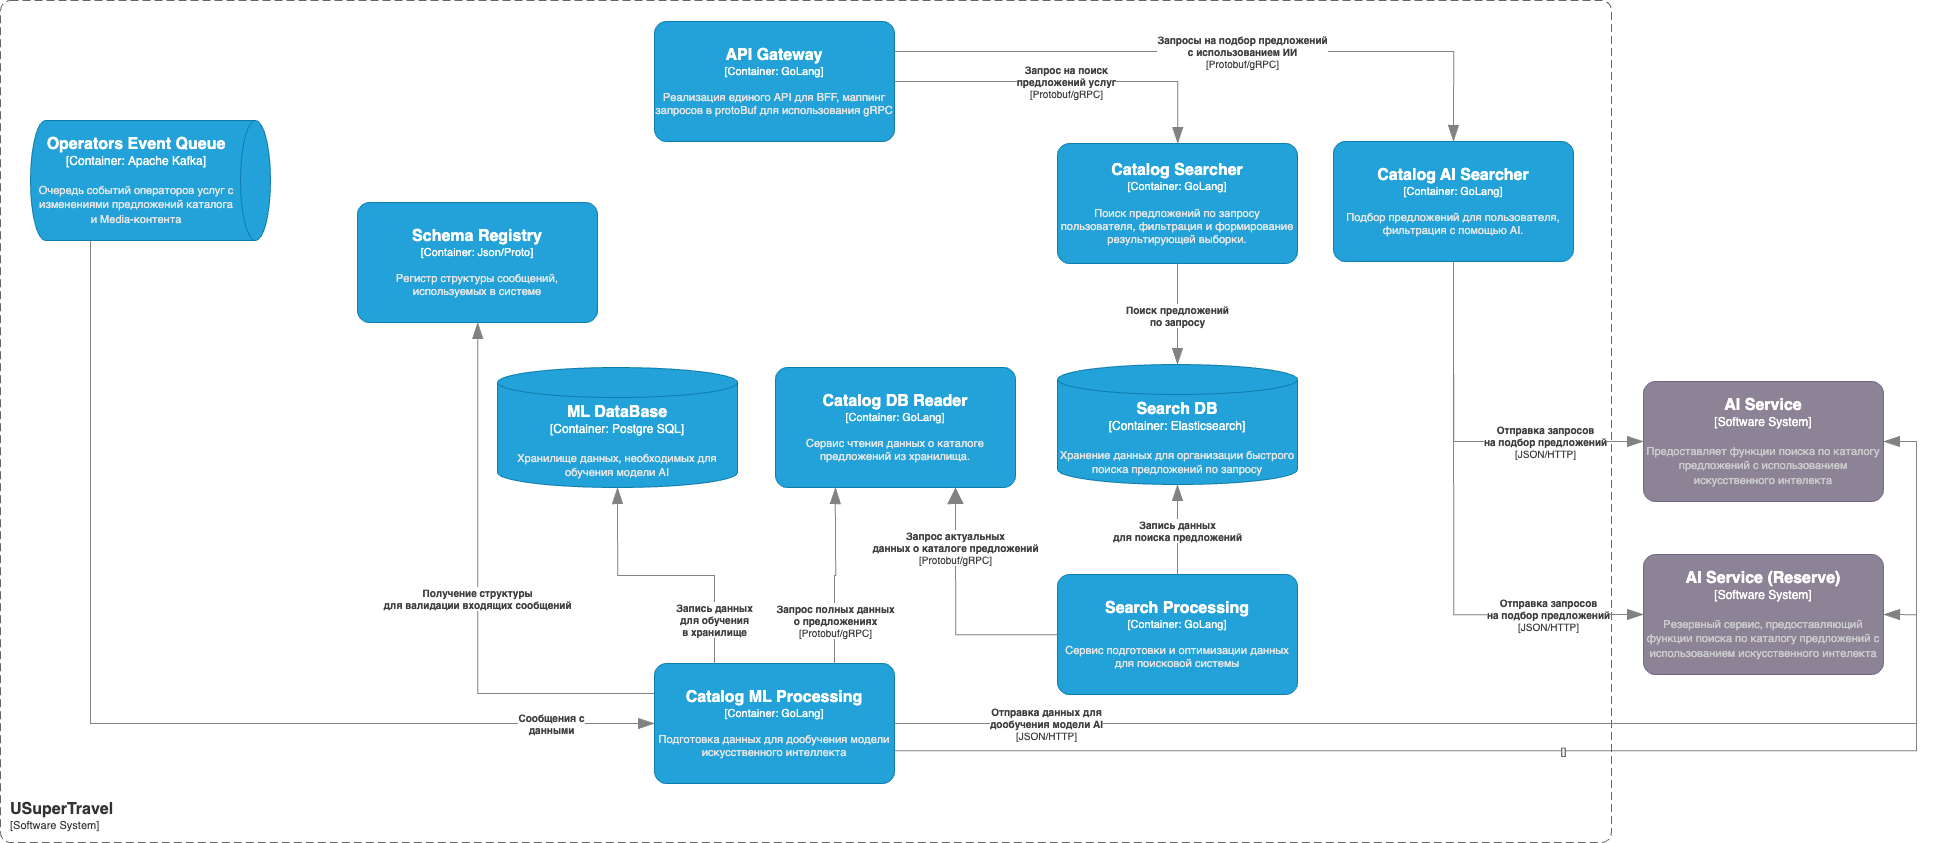 API Gateway
[Container: GoLang]
Реализация единого API для BFF, маппинг
запросов в protoBuf для использования gRPC
Запросы на подбор предложений
с использованием ИИ
[Protobuf/gRPC]
Запрос на поиск
предложений услуг
[Protobuf/gRPC]
Operators Event Queue
[Container: Apache Kafka]
Очередь событий операторов услуг с
изменениями предложений каталога
и Media-контента
Schema Registry
[Container: Json/Proto]
Регистр структуры сообщений,
используемых в системе
Catalog Searcher
[Container: GoLang]
Поиск предложений по запросу
пользователя, фильтрация и формирование
результирующей выборки.
Catalog AI Searcher
[Container: GoLang]
Подбор предложений для пользователя,
фильтрация с помощью AI.
Поиск предложений
по запросу
ML DataBase
[Container: Postgre SQL]
Хранилище данных, необходимых для
обучения модели AI
Catalog DB Reader
[Container: GoLang]
Сервис чтения данных о каталоге
предложений из хранилища.
Search DB
[Container: Elasticsearch]
Хранение данных для организации быстрого
поиска предложений по запросу
Отправка запросов
на подбор предложений
[JSON/HTTP]
AI Service
[Software System]
Предоставляет функции поиска по каталогу
предложений с использованием
искусственного интелекта
Запрос актуальных
данных о каталоге предложений
[Protobuf/gRPC]
Запись данных
для поиска предложений
Получение структуры
для валидации входящих сообщений
Запись данных
для обучения
в хранилище
Запрос полных данных
о предложениях
[Protobuf/gRPC]
Search Processing
[Container: GoLang]
Сервис подготовки и оптимизации данных
для поисковой системы
Отправка запросов
на подбор предложений
[JSON/HTTP]
AI Service (Reserve)
[Software System]
Резервный сервис, предоставляющий
функции поиска по каталогу предложений с
использованием искусственного интелекта
Сообщения с
данными
Catalog ML Processing
[Container: GoLang]
Подготовка данных для дообучения модели
искусственного интеллекта
Отправка данных для
дообучения модели AI
[JSON/HTTP]
[]
USuperTravel
[Software System]